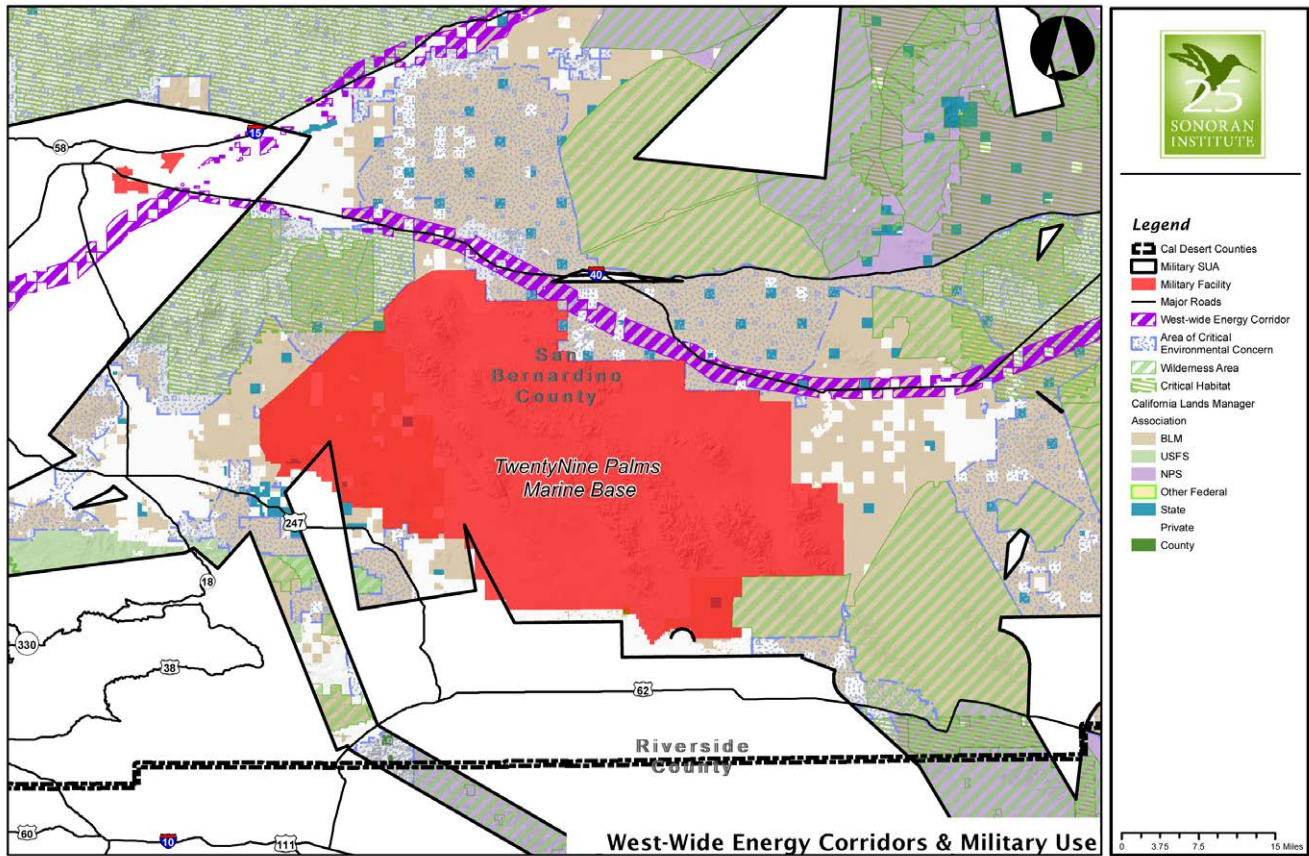 15
58
40
San
Bernardino
County
TwentyNine Palms
Marine Base
247
18
330
38
62
Riverside
County
60
10
111
West-Wide Energy Corridors & Military Use
25
SONORAN
INSTITUTE
Legend
Cal Desert Counties
Military SUA
Military Facility
Major Roads
West-wide Energy Corridor
Area of Critical
Environmental Concern
Wilderness Area
Critical Habitat
California Lands Manager
Association
BLM
USFS
NPS
Other Federal
State
Private
County
0 3.75 7.5 15 Miles